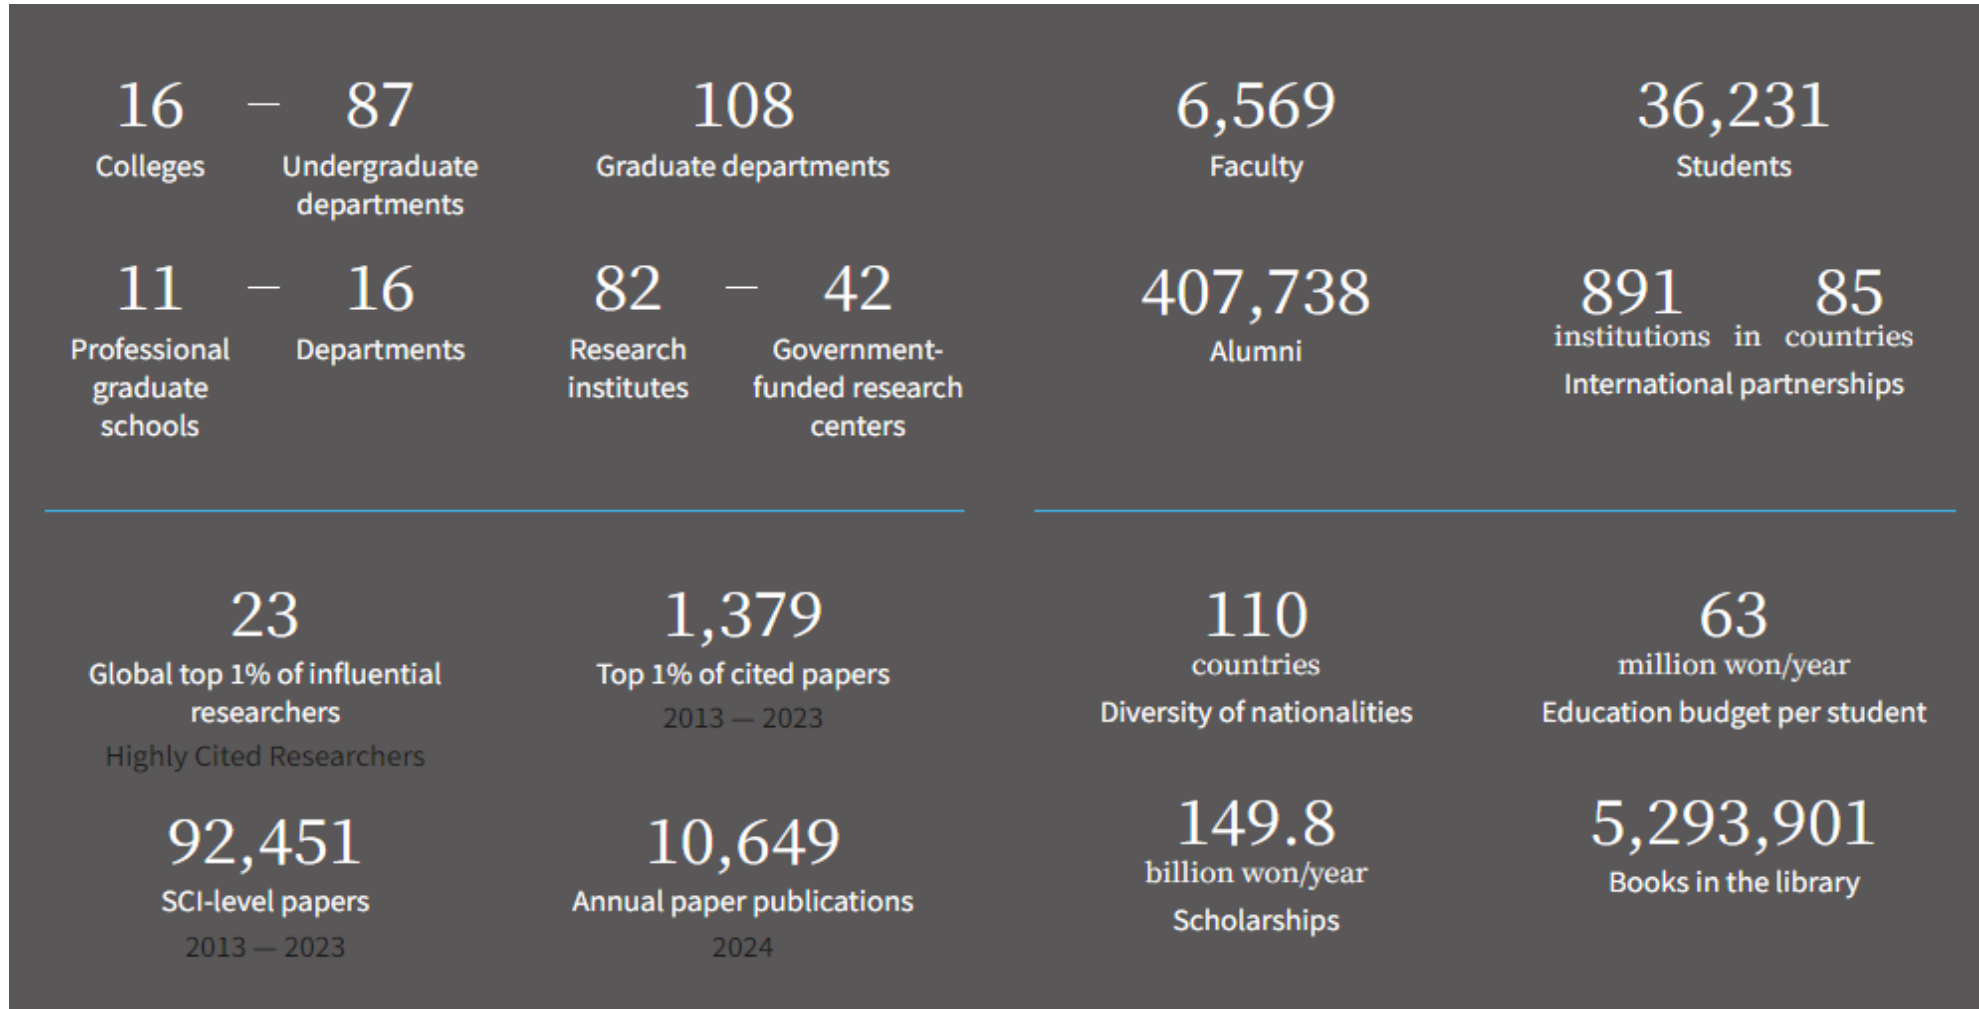 16 — 87
Colleges
Undergraduate
departments
108
Graduate departments
11 — 16
Professional
graduate
schools
Departments
82 — 42
Research
institutes
Government-
funded research
centers
6,569
Faculty
36,231
Students
407,738
Alumni
891 85
institutions in countries
International partnerships
23
Global top 1% of influential
researchers
Highly Cited Researchers
1,379
Top 1% of cited papers
2013 — 2023
92,451
SCI-level papers
2013 — 2023
10,649
Annual paper publications
2024
110
countries
Diversity of nationalities
63
million won/year
Education budget per student
149.8
billion won/year
Scholarships
5,293,901
Books in the library